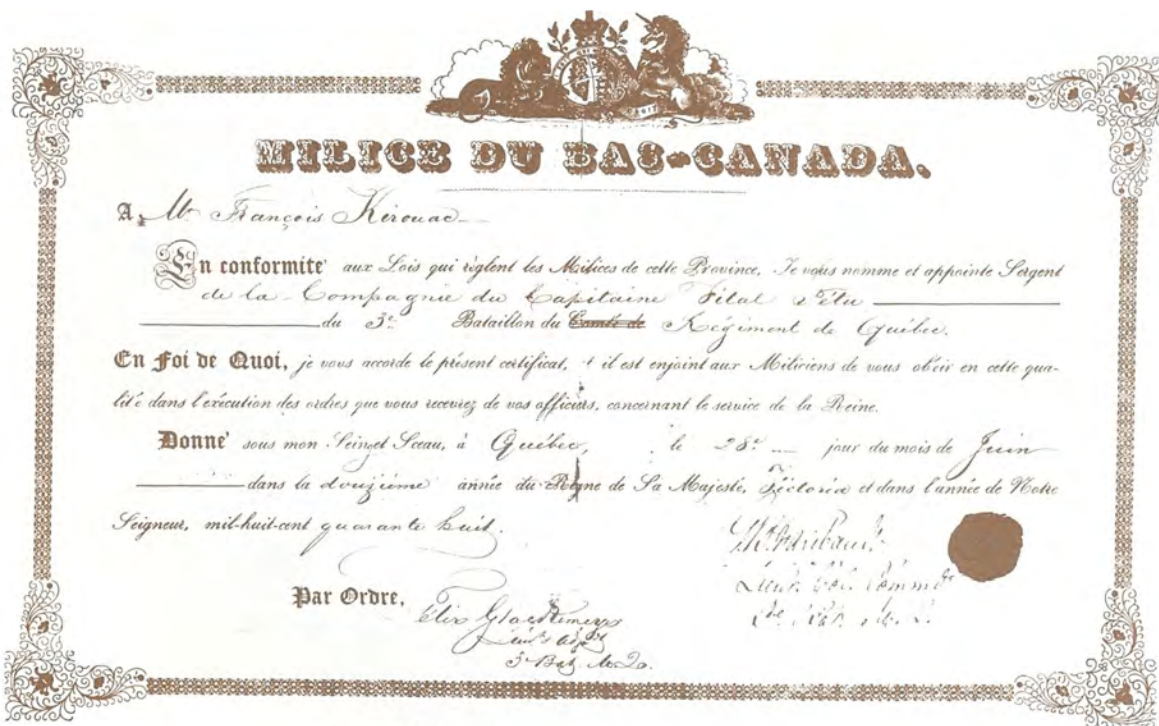 MILICE DU BAS-CANADA.
A, Mr François Kirouac
En conformité aux Lois qui règlent les Milices de cette Province, Je vous nomme et appointe Sergent
de la Compagnie du Capitaine Vital Têtu
du 3e Bataillon du Comté de Régiment de Québec.
En Foi de Quoi, je vous accorde le présent certificat, il est enjoint aux Miliciens de vous obéir en cette qua-
lité dans l'exécution des ordres que vous recevrez de vos officiers, concernant le service de la Reine.
Donné sous mon Seing et Sceau, à Québec, le 28e jour du mois de Juin
dans la douzième année du Règne de Sa Majesté, Victoria et dans l'année de Notre
Seigneur, mil-huit-cent quarante huit.
Lieut. Col. Comm
Par Ordre,
Felix
3e Bat. M. Q.